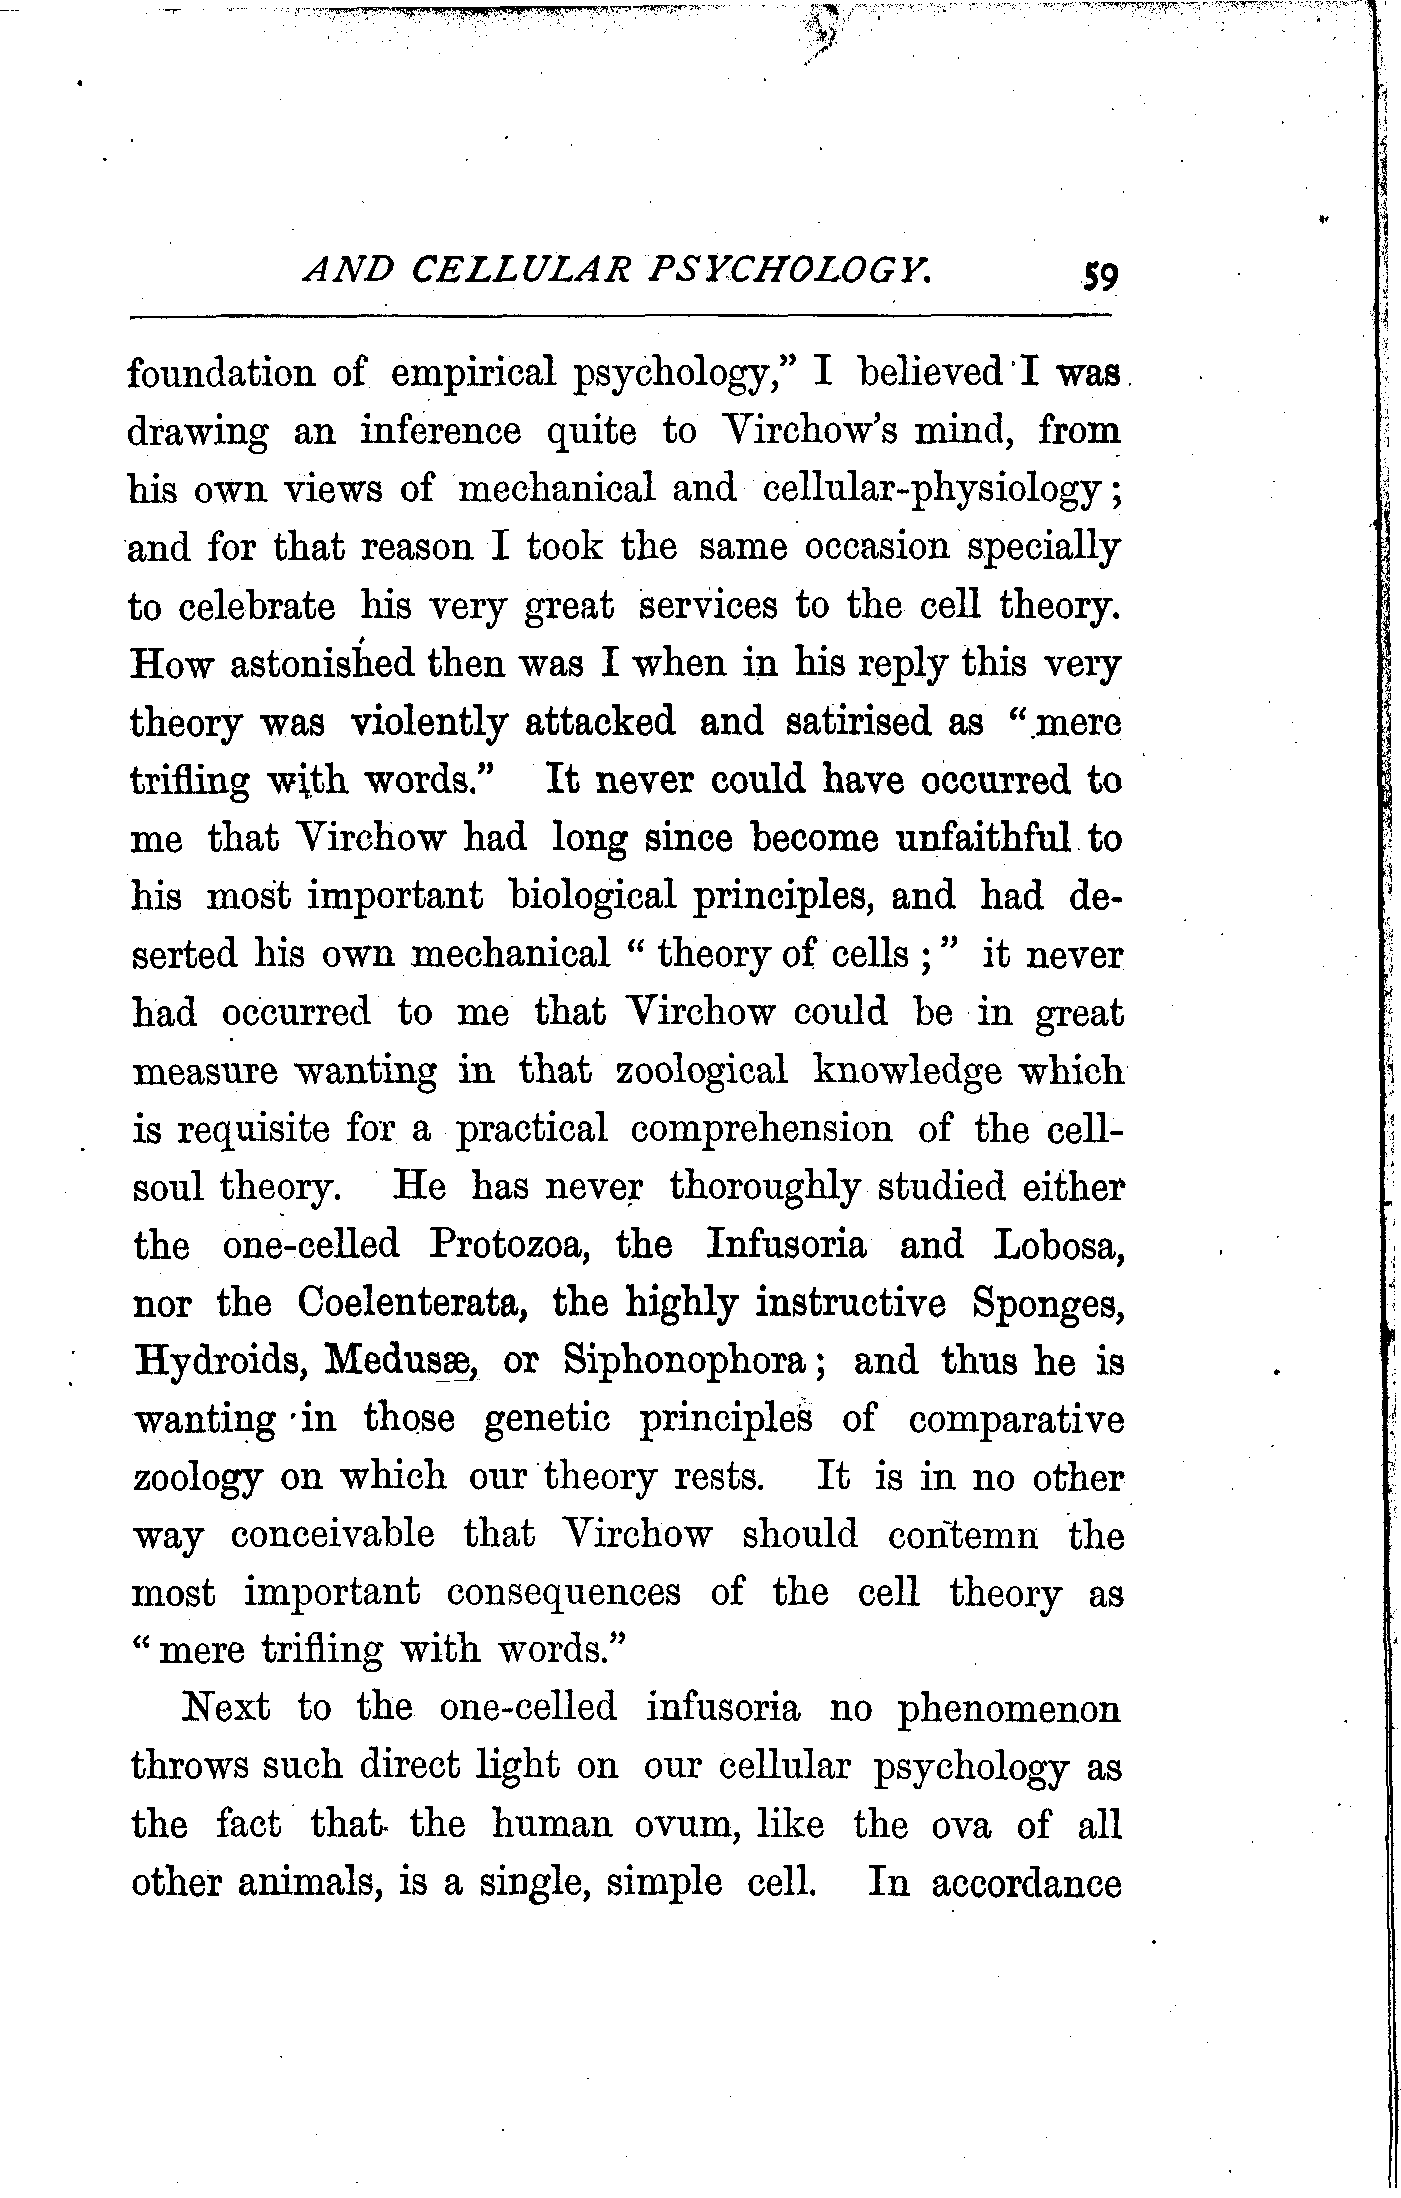 AND CELLULAR PSYCHOLOGY. 59
foundation of empirical psychology,” I believed I was
drawing an inference quite to Virchow’s mind, from
his own views of mechanical and cellular-physiology;
and for that reason I took the same occasion specially
to celebrate his very great services to the cell theory.
How astonished then was I when in his reply this very
theory was violently attacked and satirised as “mere
trifling with words.” It never could have occurred to
me that Virchow had long since become unfaithful to
his most important biological principles, and had de-
serted his own mechanical “theory of cells;” it never
had occurred to me that Virchow could be in great
measure wanting in that zoological knowledge which
is requisite for a practical comprehension of the cell-
soul theory. He has never thoroughly studied either
the one-celled Protozoa, the Infusoria and Lobosa,
nor the Coelenterata, the highly instructive Sponges,
Hydroids, Medusæ, or Siphonophora; and thus he is
wanting in those genetic principles of comparative
zoology on which our theory rests. It is in no other
way conceivable that Virchow should contemn the
most important consequences of the cell theory as
“mere trifling with words.”
Next to the one-celled infusoria no phenomenon
throws such direct light on our cellular psychology as
the fact that the human ovum, like the ova of all
other animals, is a single, simple cell. In accordance